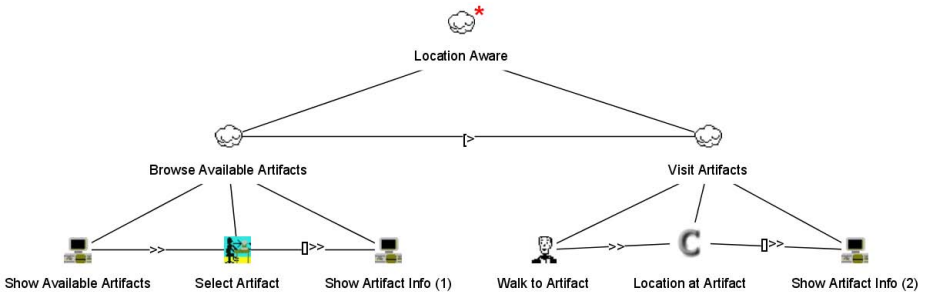 *
Location Aware
[>
Browse Available Artifacts
Visit Artifacts
>>
[]>>
>>
C
[]>>
Show Available Artifacts
Select Artifact
Show Artifact Info (1)
Walk to Artifact
Location at Artifact
Show Artifact Info (2)